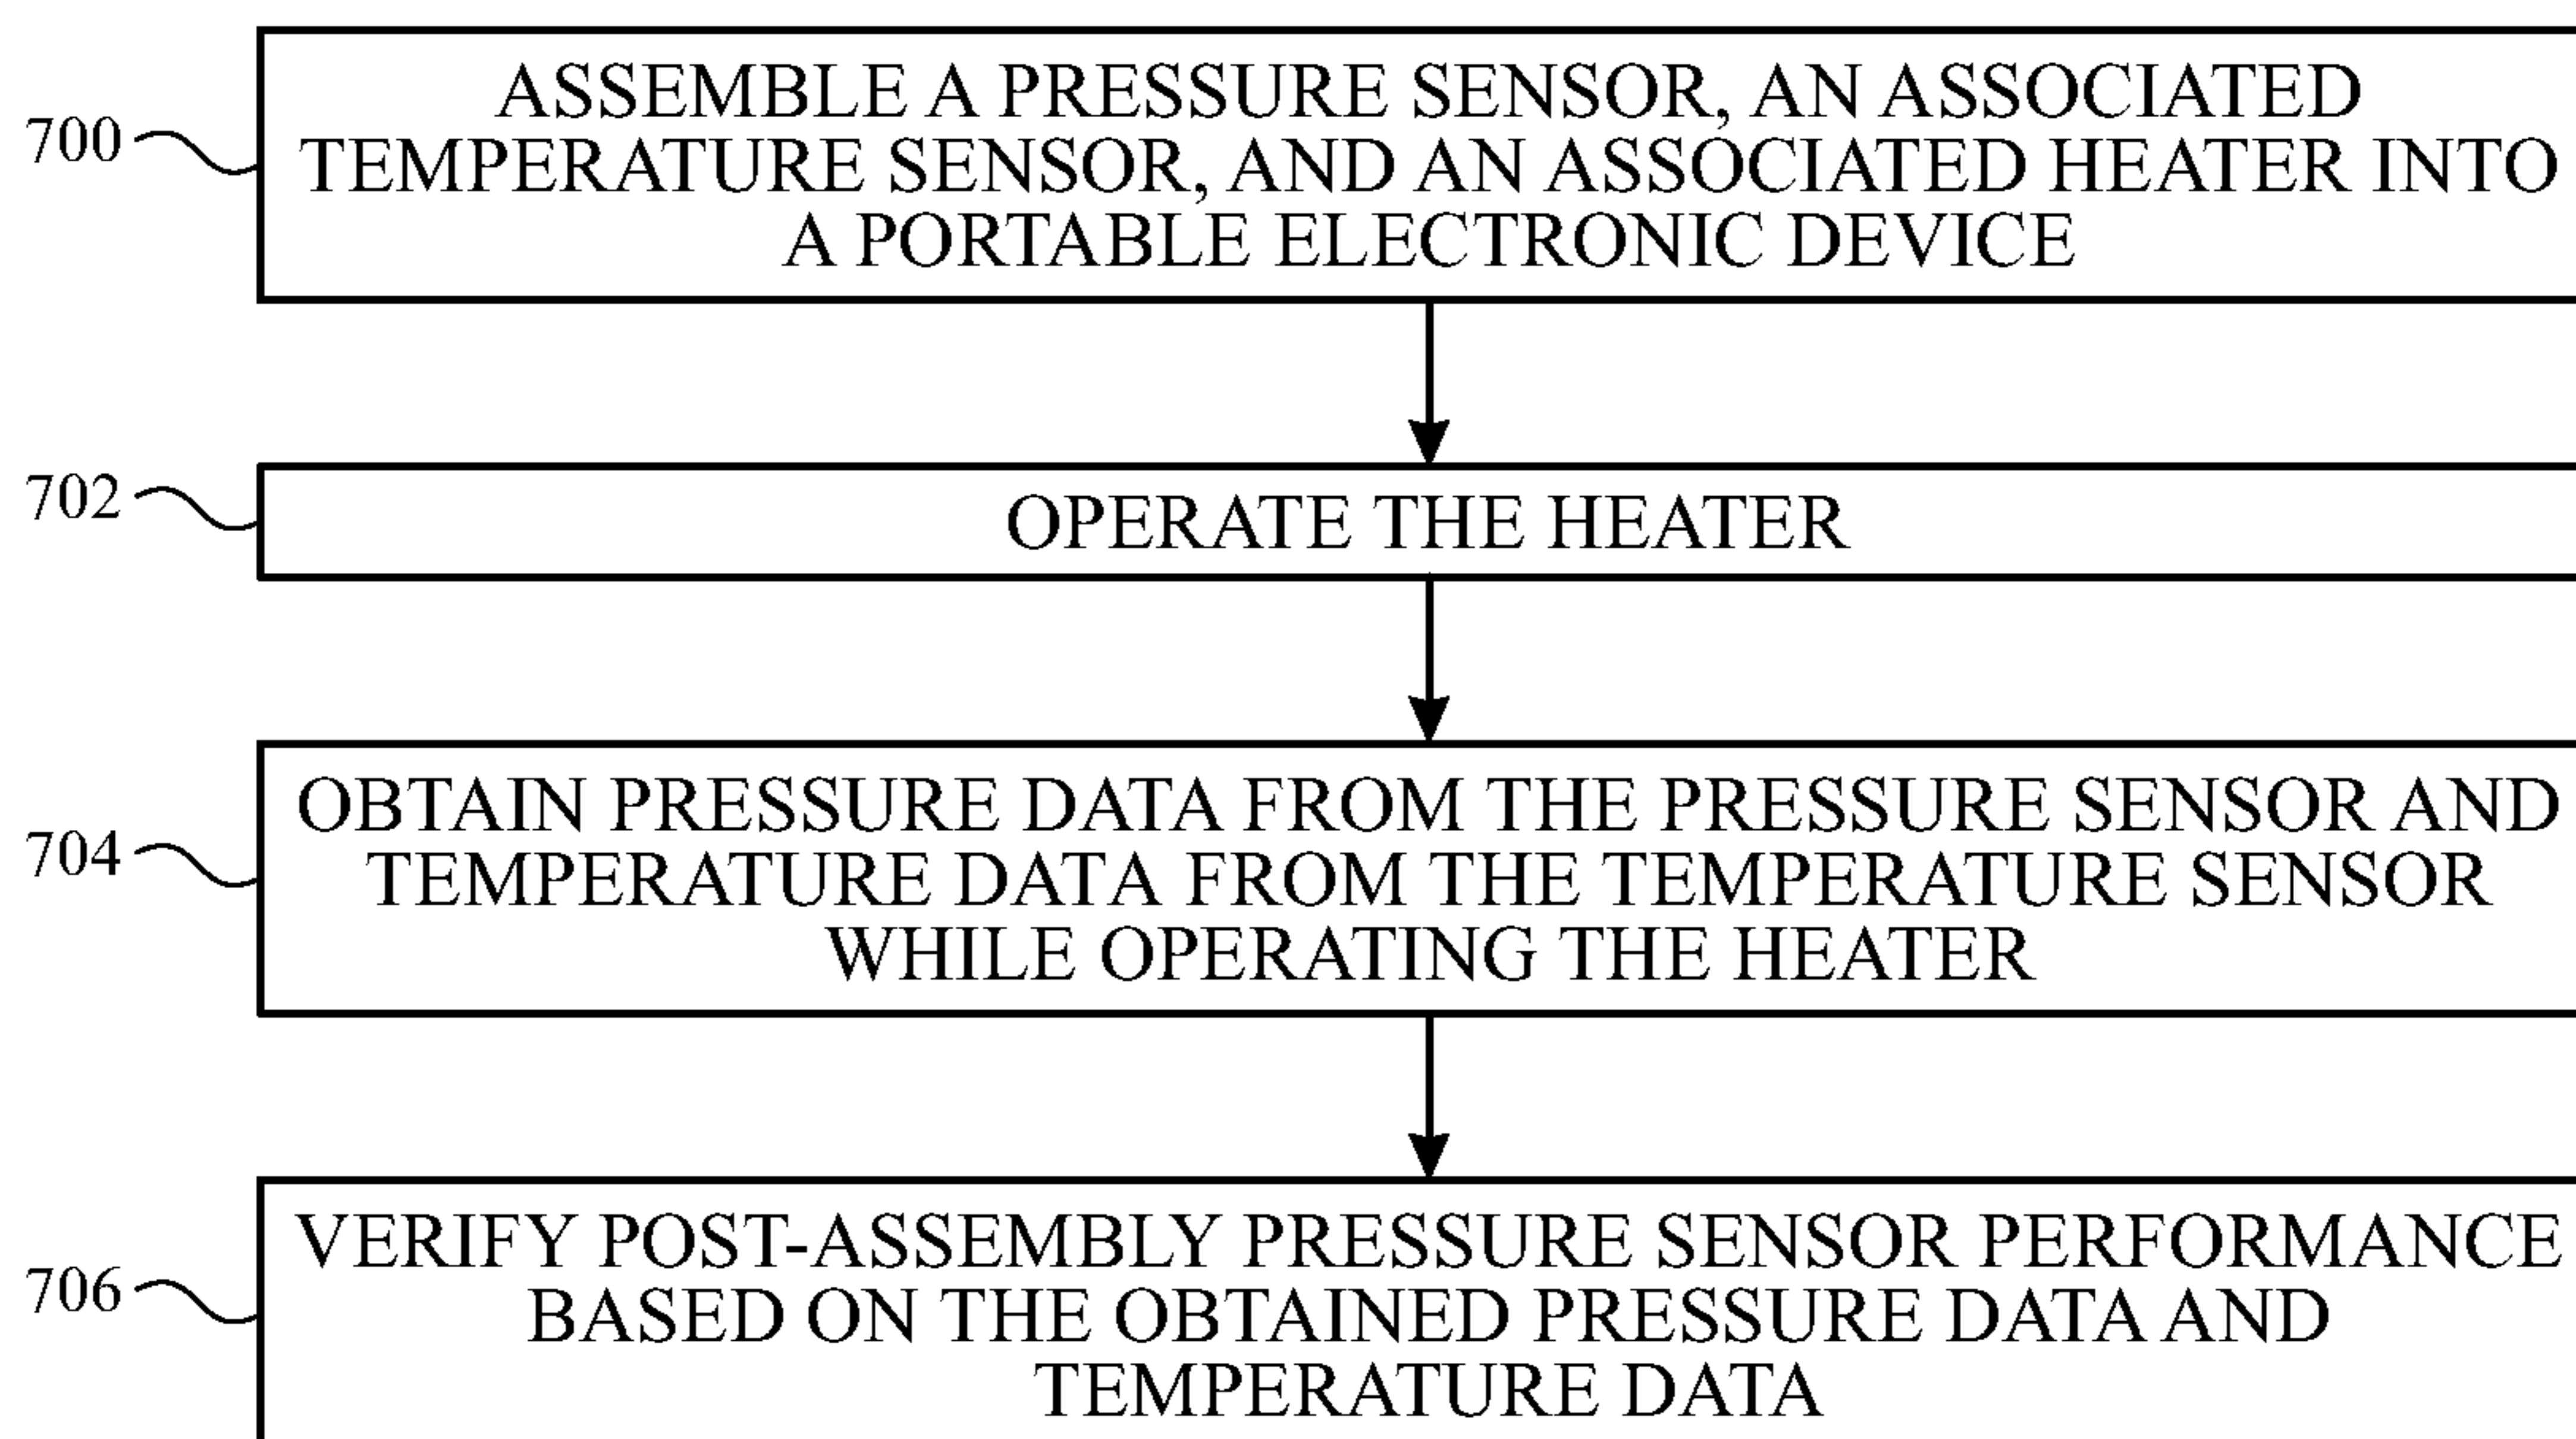 700
ASSEMBLE A PRESSURE SENSOR, AN ASSOCIATED
TEMPERATURE SENSOR, AND AN ASSOCIATED HEATER INTO
A PORTABLE ELECTRONIC DEVICE
702
OPERATE THE HEATER
704
OBTAIN PRESSURE DATA FROM THE PRESSURE SENSOR AND
TEMPERATURE DATA FROM THE TEMPERATURE SENSOR
WHILE OPERATING THE HEATER
706
VERIFY POST-ASSEMBLY PRESSURE SENSOR PERFORMANCE
BASED ON THE OBTAINED PRESSURE DATA AND
TEMPERATURE DATA